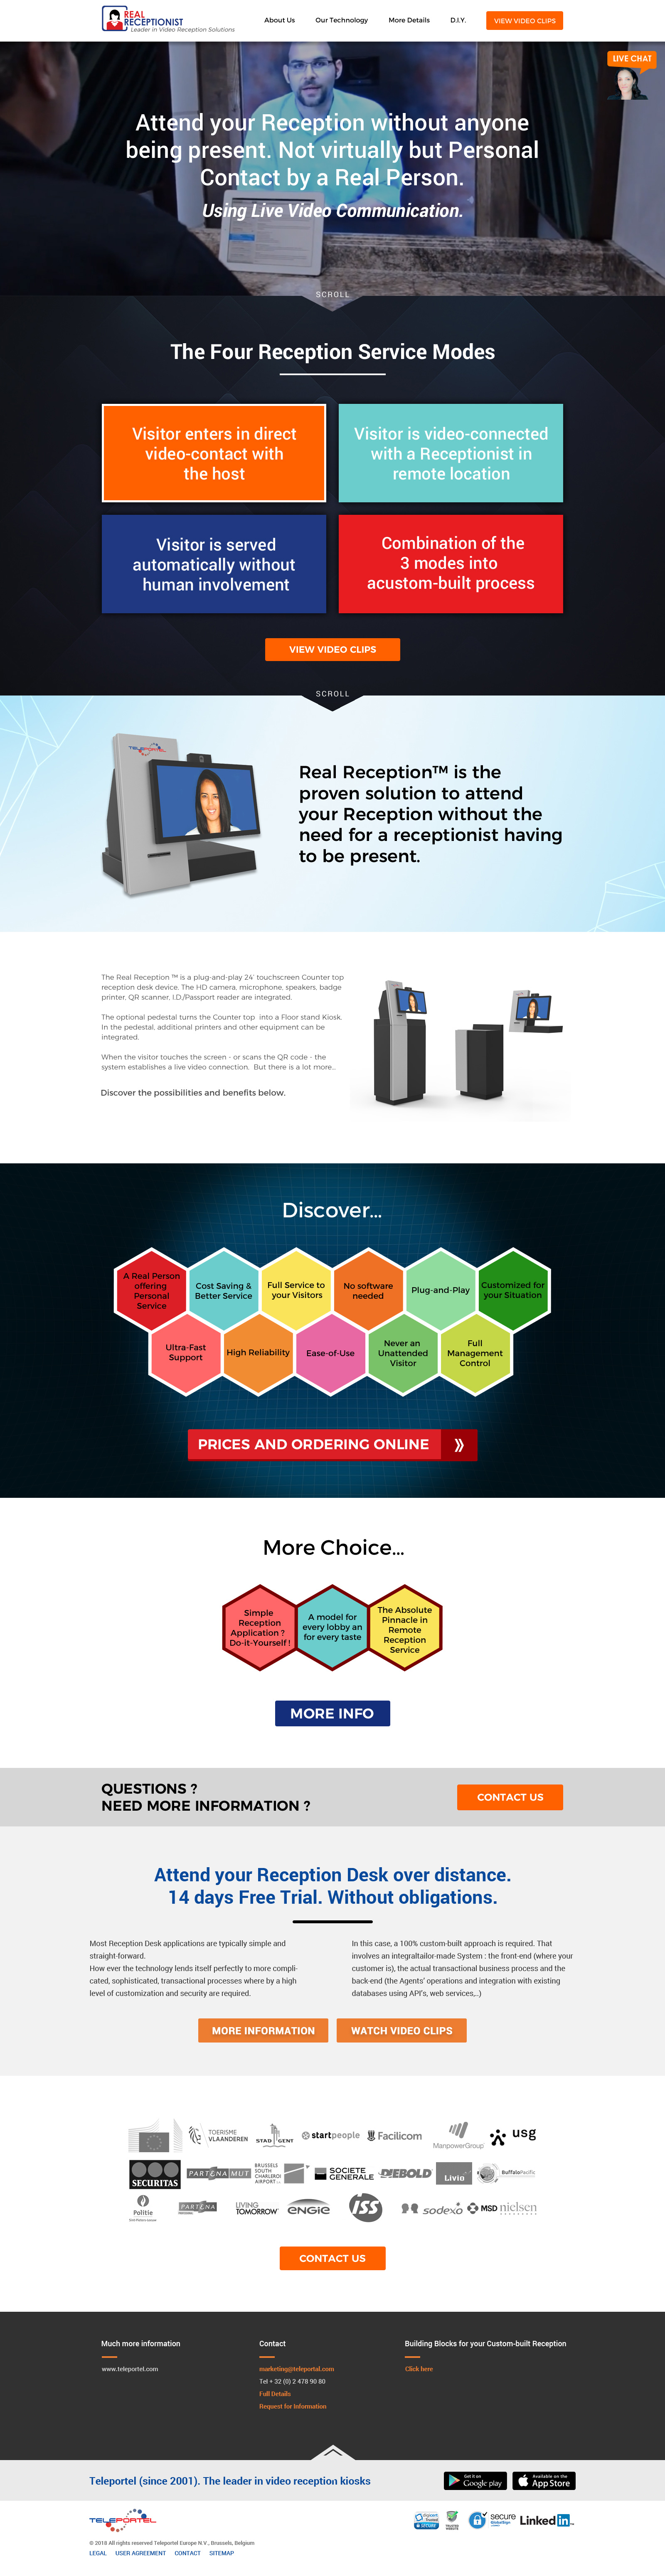 REAL
RECEPTIONIST
Leader in Video Reception Solutions
About Us
Our Technology
More Details
D.I.Y.
VIEW VIDEO CLIPS
LIVE CHAT
Attend your Reception without anyone
being present. Not virtually but Personal
Contact by a Real Person.
Using Live Video Communication.
SCROLL
The Four Reception Service Modes
Visitor enters in direct
video-contact with
the host
Visitor is video-connected
with a Receptionist in
remote location
Visitor is served
automatically without
human involvement
Combination of the
3 modes into
acustom-built process
VIEW VIDEO CLIPS
SCROLL
TELEPORTEL
Real Reception™ is the
proven solution to attend
your Reception without the
need for a receptionist having
to be present.
The Real Reception ™ is a plug-and-play 24' touchscreen Counter top
reception desk device. The HD camera, microphone, speakers, badge
printer, QR scanner, I.D./Passport reader are integrated.
The optional pedestal turns the Counter top into a Floor stand Kiosk.
In the pedestal, additional printers and other equipment can be
integrated.
When the visitor touches the screen - or scans the QR code - the
system establishes a live video connection. But there is a lot more...
Discover the possibilities and benefits below.
Discover...
A Real Person
offering
Personal
Service
Cost Saving &
Better Service
Full Service to
your Visitors
No software
needed
Plug-and-Play
Customized for
your Situation
Ultra-Fast
Support
High Reliability
Ease-of-Use
Never an
Unattended
Visitor
Full
Management
Control
PRICES AND ORDERING ONLINE »
More Choice...
Simple
Reception
Application ?
Do-it-Yourself !
A model for
every lobby an
for every taste
The Absolute
Pinnacle in
Remote
Reception
Service
MORE INFO
QUESTIONS ?
NEED MORE INFORMATION ?
CONTACT US
Attend your Reception Desk over distance.
14 days Free Trial. Without obligations.
Most Reception Desk applications are typically simple and
straight-forward.
How ever the technology lends itself perfectly to more compli-
cated, sophisticated, transactional processes where by a high
level of customization and security are required.
In this case, a 100% custom-built approach is required. That
involves an integraltailor-made System : the front-end (where your
customer is), the actual transactional business process and the
back-end (the Agents' operations and integration with existing
databases using API's, web services,..)
MORE INFORMATION
WATCH VIDEO CLIPS
TOERISME
VLAANDEREN
STAD GENT
startpeople
Facilicom
ManpowerGroup
usg
SECURITAS
PARTENAMUT
BRUSSELS
SOUTH
CHARLEROI
AIRPORT
SOCIETE
GENERALE
DIEBOLD
Livio
BuffaloPacific
Politie
PARTENA
LIVING
TOMORROW
ENGIE
ISS
sodexo
MSD
nielsen
CONTACT US
Much more information
www.teleportel.com
Contact
marketing@teleportal.com
Tel + 32 (0) 2 478 90 80
Full Details
Request for Information
Building Blocks for your Custom-built Reception
Click here
Teleportel (since 2001). The leader in video reception kiosks
Get it on
Google play
Available on the
App Store
TELEPORTEL
© 2018 All rights reserved Teleportel Europe N.V., Brussels, Belgium
LEGAL
USER AGREEMENT
CONTACT
SITEMAP
SECURE
secure
GlobalSign
LinkedIn